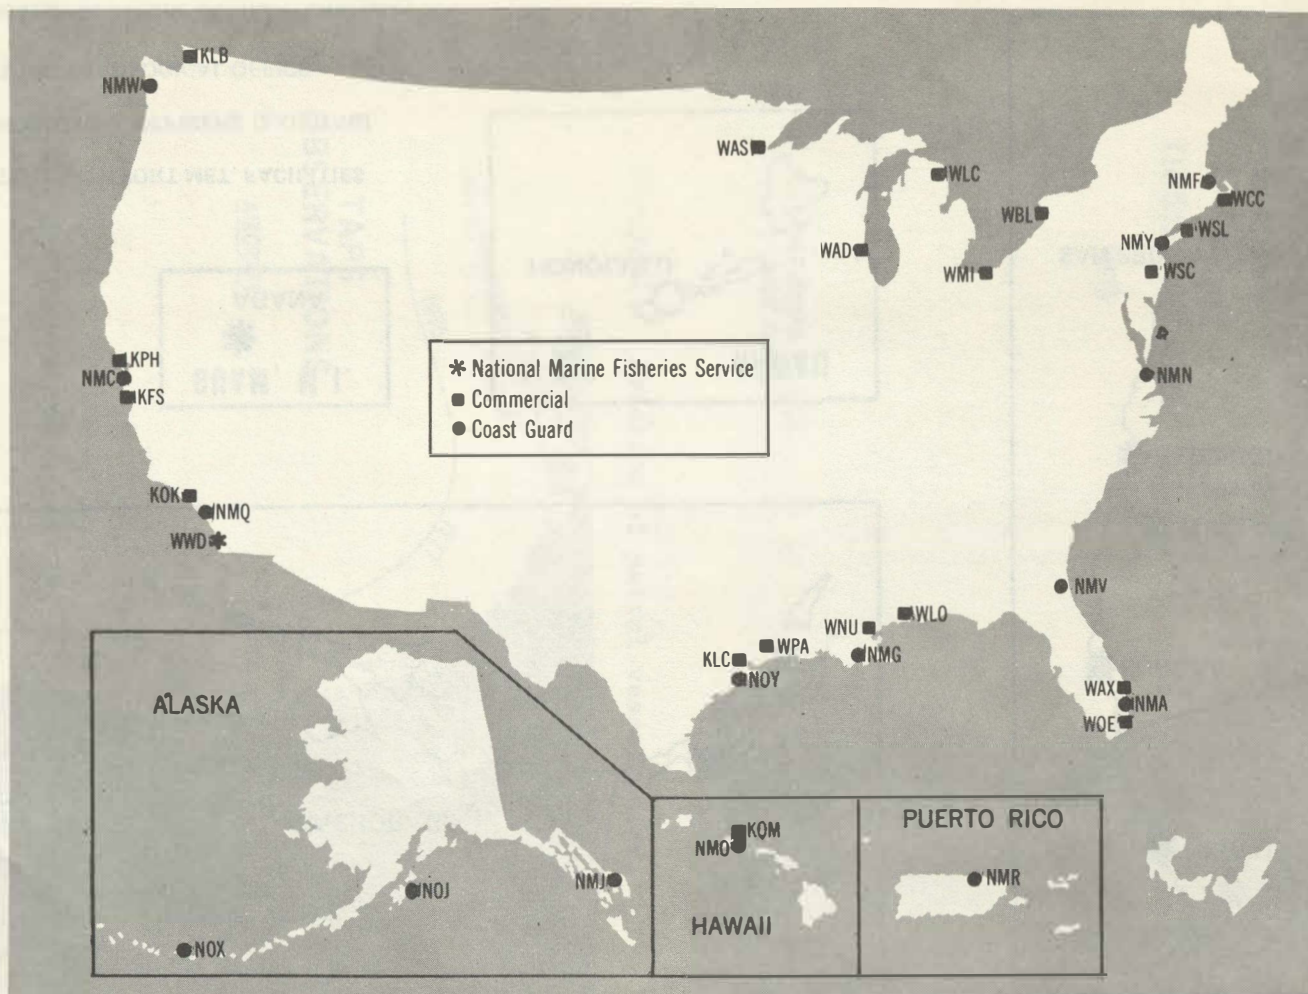 KLB
NMW
WAS
WLC
NMF
WCC
WBL
WSL
NMY
WAD
WSC
WMI
KPH
NMC
KFS
NMN
National Marine Fisheries Service
Commercial
Coast Guard
KOK
NMQ
WWD
NMV
WLO
WNU
WPA
NMG
KLC
NOY
WAX
NMA
WOE
ALASKA
NOJ
NMJ
NOX
KQM
NMO
HAWAII
PUERTO RICO
NMR